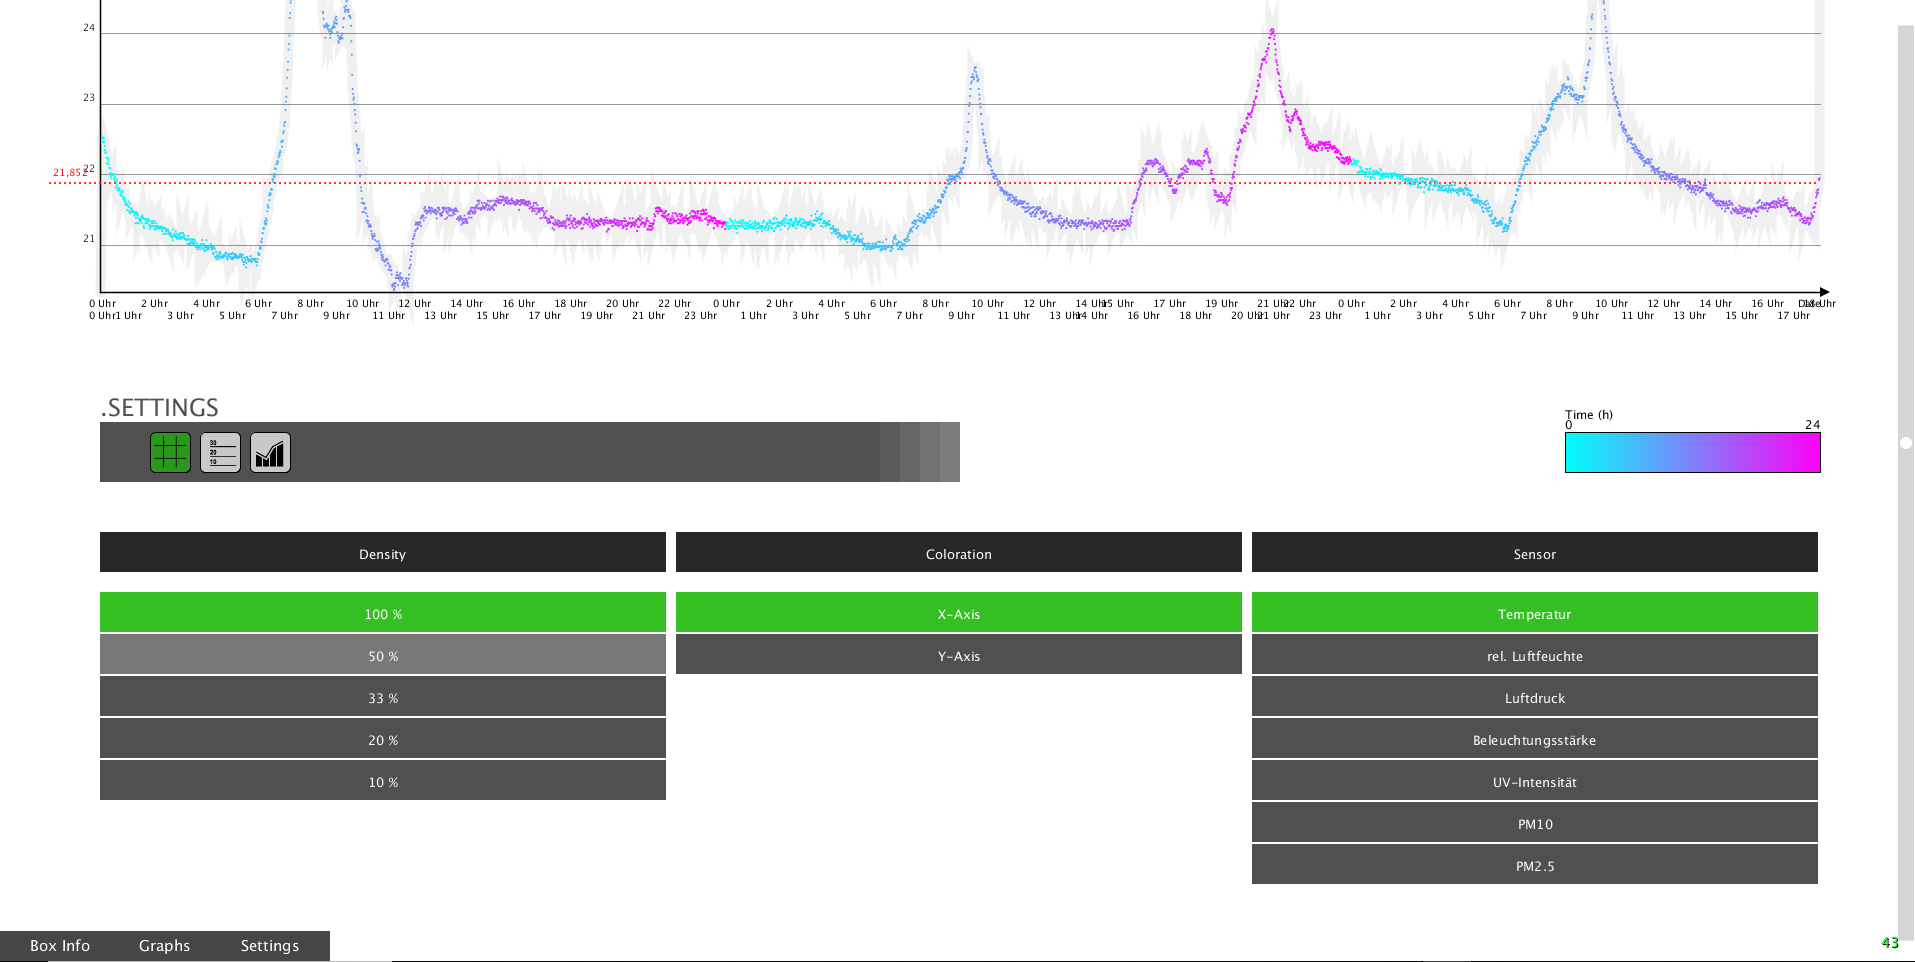 24
23
22
21,852
21
0 Uhr 2 Uhr 4 Uhr 6 Uhr 8 Uhr 10 Uhr 12 Uhr 14 Uhr 16 Uhr 18 Uhr 20 Uhr 22 Uhr 0 Uhr 2 Uhr 4 Uhr 6 Uhr 8 Uhr 10 Uhr 12 Uhr 14 Uhr 15 Uhr 17 Uhr 19 Uhr 21 Uhr 22 Uhr 0 Uhr 2 Uhr 4 Uhr 6 Uhr 8 Uhr 10 Uhr 12 Uhr 14 Uhr 16 Uhr 18 Uhr
0 Uhr 1 Uhr 3 Uhr 5 Uhr 7 Uhr 9 Uhr 11 Uhr 13 Uhr 15 Uhr 17 Uhr 19 Uhr 21 Uhr 23 Uhr 1 Uhr 3 Uhr 5 Uhr 7 Uhr 9 Uhr 11 Uhr 13 Uhr 14 Uhr 16 Uhr 18 Uhr 20 Uhr 21 Uhr 23 Uhr 1 Uhr 3 Uhr 5 Uhr 7 Uhr 9 Uhr 11 Uhr 13 Uhr 15 Uhr 17 Uhr
.SETTINGS
30
20
10
Time (h)
0 24
Density Coloration Sensor
100 % X-Axis Temperatur
50 % Y-Axis rel. Luftfeuchte
33 % Luftdruck
20 % Beleuchtungsstärke
10 % UV-Intensität
PM10
PM2.5
Box Info Graphs Settings
43